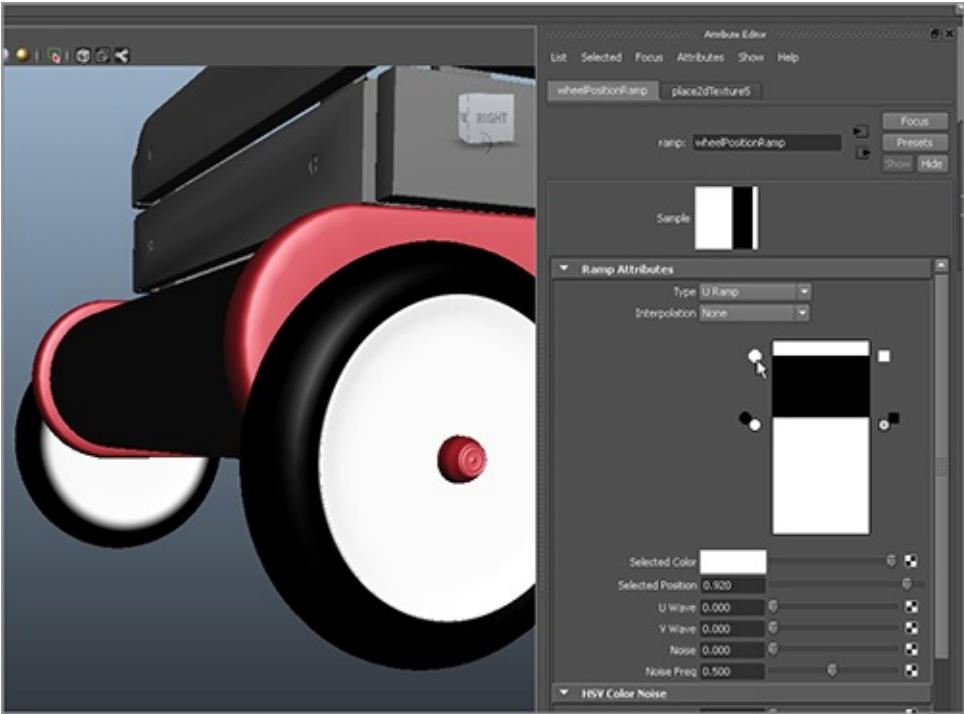 Attribute Editor
List Selected Focus Attributes Show Help
wheelPositionRamp place2dTexture5
RIGHT
Focus
ramp: wheelPositionRamp
Presets
Show Hide
Sample
Ramp Attributes
Type U Ramp
Interpolation None
Selected Color
Selected Position 0.920
U Wave 0.000
V Wave 0.000
Noise 0.000
Noise Freq 0.500
HSV Color Noise